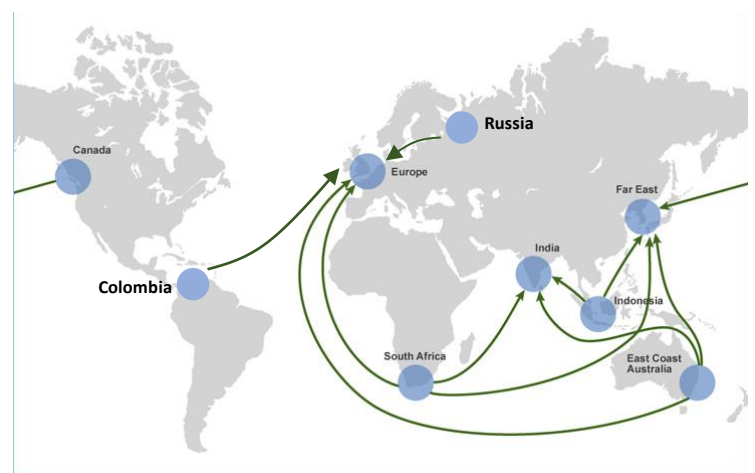 Russia
Canada
Europe
Far East
India
Colombia
Indonesia
South Africa
East Coast
Australia